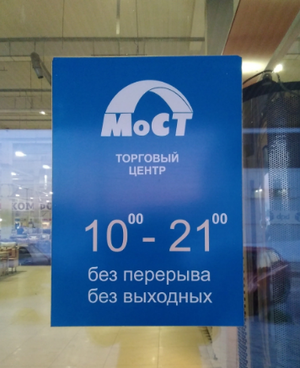 МоСТ
ТОРГОВЫЙ
ЦЕНТР
10⁰⁰ - 21⁰⁰
без перерыва
без выходных